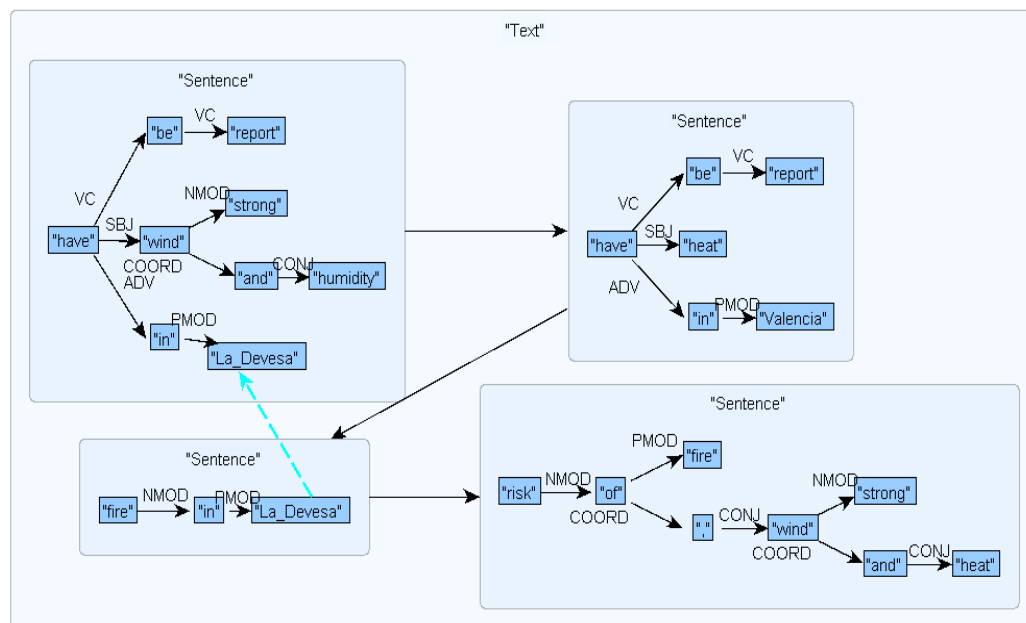 "Text"
"Sentence"
VC
"be"
"report"
VC
NMOD
"strong"
SBJ
"have"
"wind"
COORD
CONJ
"and"
"humidity"
ADV
PMOD
"in"
"La_Devesa"
"Sentence"
VC
"be"
"report"
VC
SBJ
"have"
"heat"
ADV
PMOD
"in"
"Valencia"
"Sentence"
NMOD
PMOD
"fire"
"in"
"La_Devesa"
"Sentence"
PMOD
"fire"
NMOD
"risk"
"of"
COORD
CONJ
","
"wind"
NMOD
"strong"
COORD
CONJ
"and"
"heat"